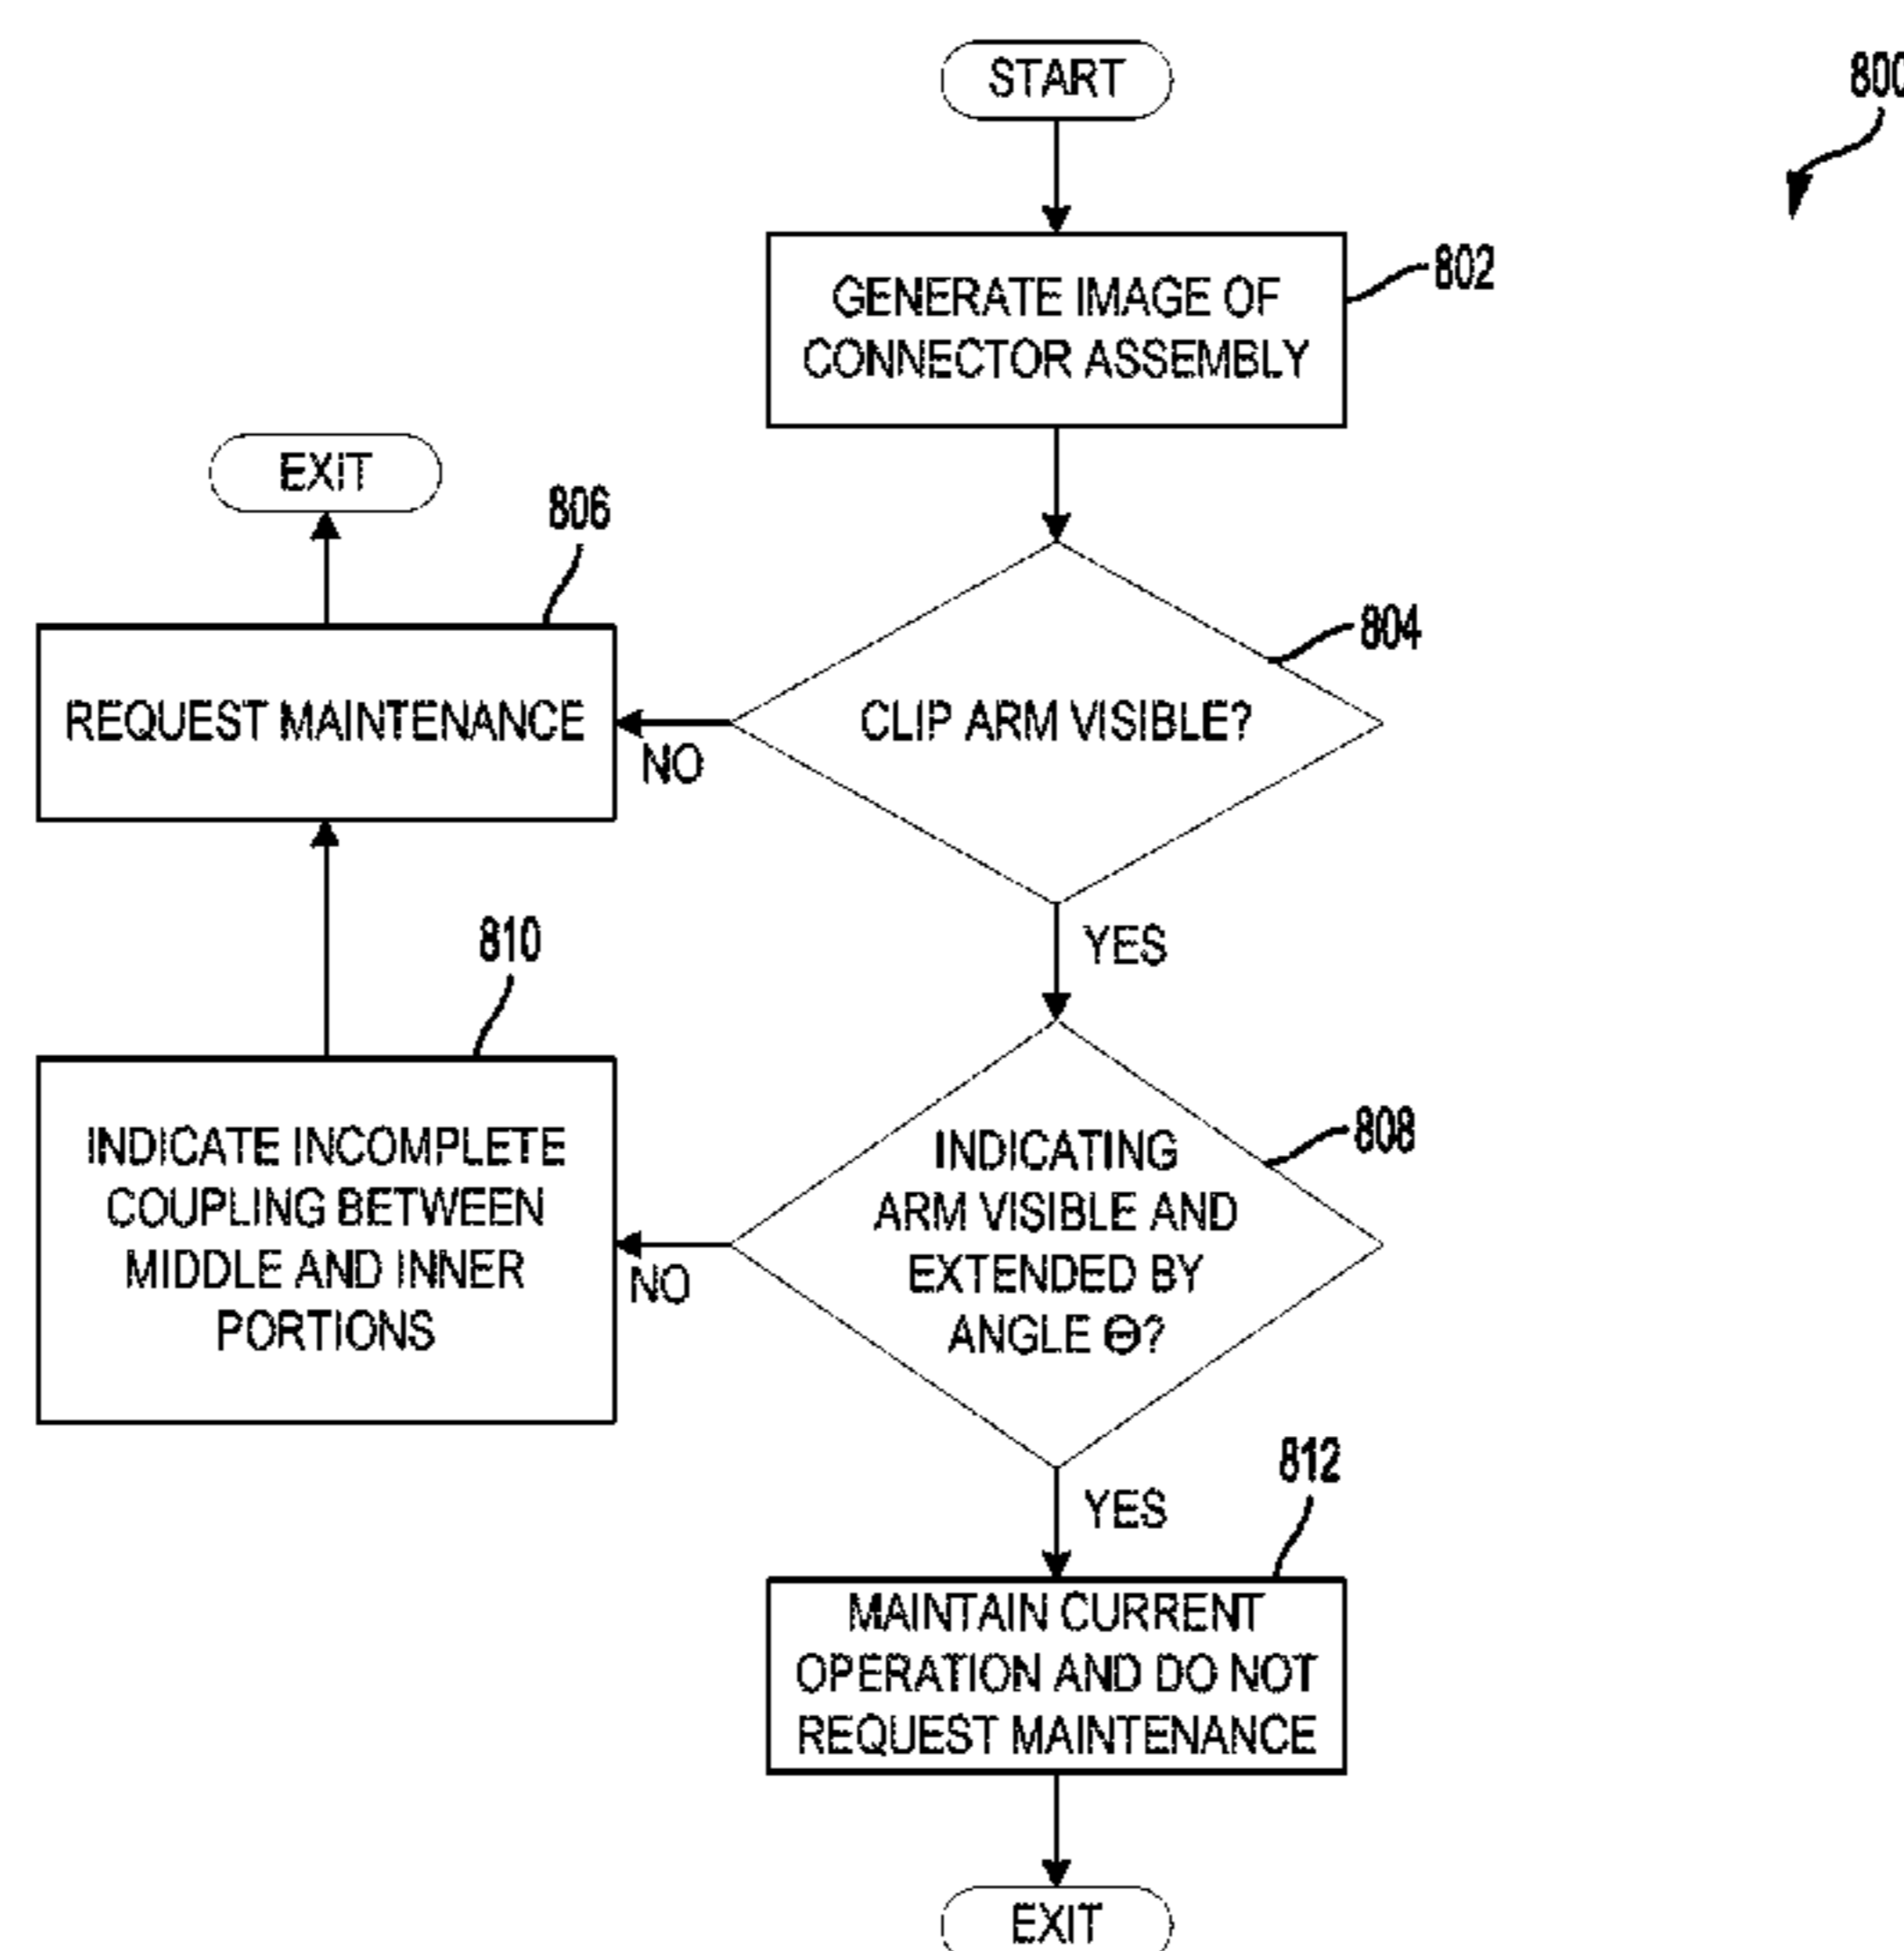 START
800
GENERATE IMAGE OF
CONNECTOR ASSEMBLY
802
EXIT
806
804
REQUEST MAINTENANCE
NO
CLIP ARM VISIBLE?
YES
810
808
INDICATE INCOMPLETE
COUPLING BETWEEN
MIDDLE AND INNER
PORTIONS
NO
INDICATING
ARM VISIBLE AND
EXTENDED BY
ANGLE Θ?
YES
812
MAINTAIN CURRENT
OPERATION AND DO NOT
REQUEST MAINTENANCE
EXIT